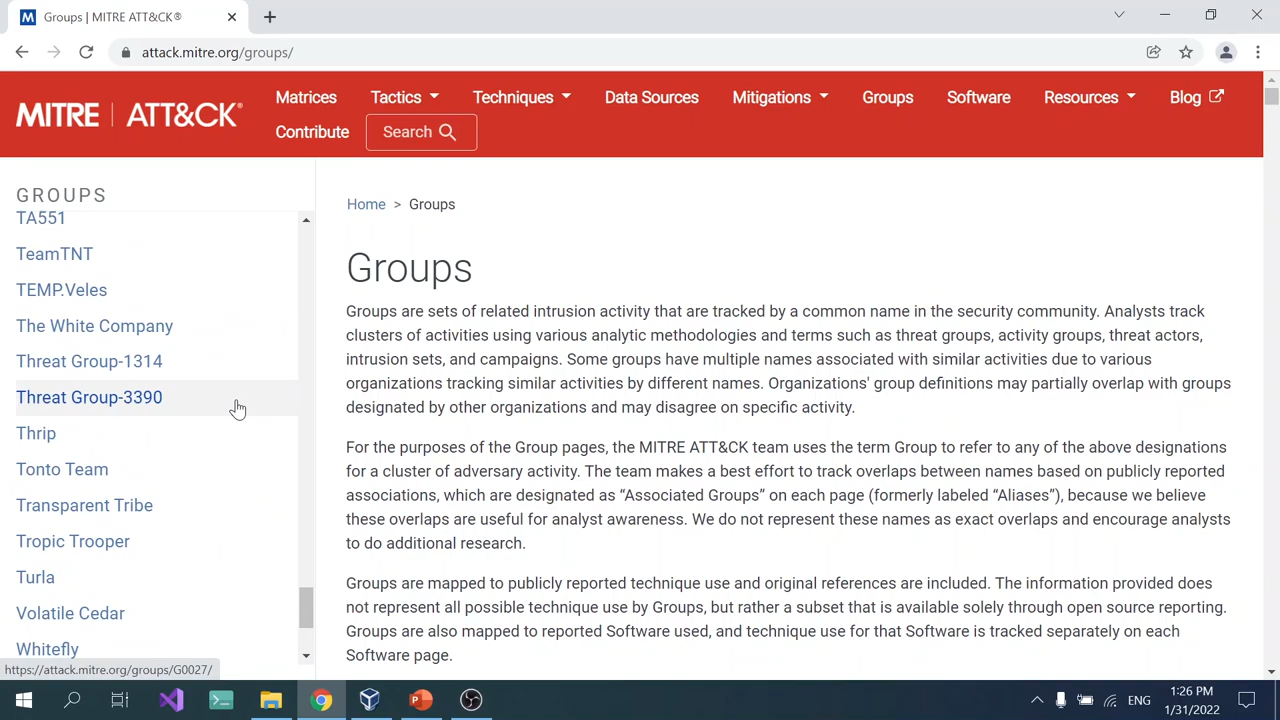 Groups | MITRE ATT&CK®
attack.mitre.org/groups/
MITRE | ATT&CK®
Matrices
Tactics
Techniques
Data Sources
Mitigations
Groups
Software
Resources
Blog
Contribute
Search
GROUPS
TA551
TeamTNT
TEMP.Veles
The White Company
Threat Group-1314
Threat Group-3390
Thrip
Tonto Team
Transparent Tribe
Tropic Trooper
Turla
Volatile Cedar
Whitefly
https://attack.mitre.org/groups/G0027/
Home > Groups
Groups
Groups are sets of related intrusion activity that are tracked by a common name in the security community. Analysts track
clusters of activities using various analytic methodologies and terms such as threat groups, activity groups, threat actors,
intrusion sets, and campaigns. Some groups have multiple names associated with similar activities due to various
organizations tracking similar activities by different names. Organizations' group definitions may partially overlap with groups
designated by other organizations and may disagree on specific activity.
For the purposes of the Group pages, the MITRE ATT&CK team uses the term Group to refer to any of the above designations
for a cluster of adversary activity. The team makes a best effort to track overlaps between names based on publicly reported
associations, which are designated as “Associated Groups” on each page (formerly labeled “Aliases”), because we believe
these overlaps are useful for analyst awareness. We do not represent these names as exact overlaps and encourage analysts
to do additional research.
Groups are mapped to publicly reported technique use and original references are included. The information provided does
not represent all possible technique use by Groups, but rather a subset that is available solely through open source reporting.
Groups are also mapped to reported Software used, and technique use for that Software is tracked separately on each
Software page.
ENG
1:26 PM
1/31/2022